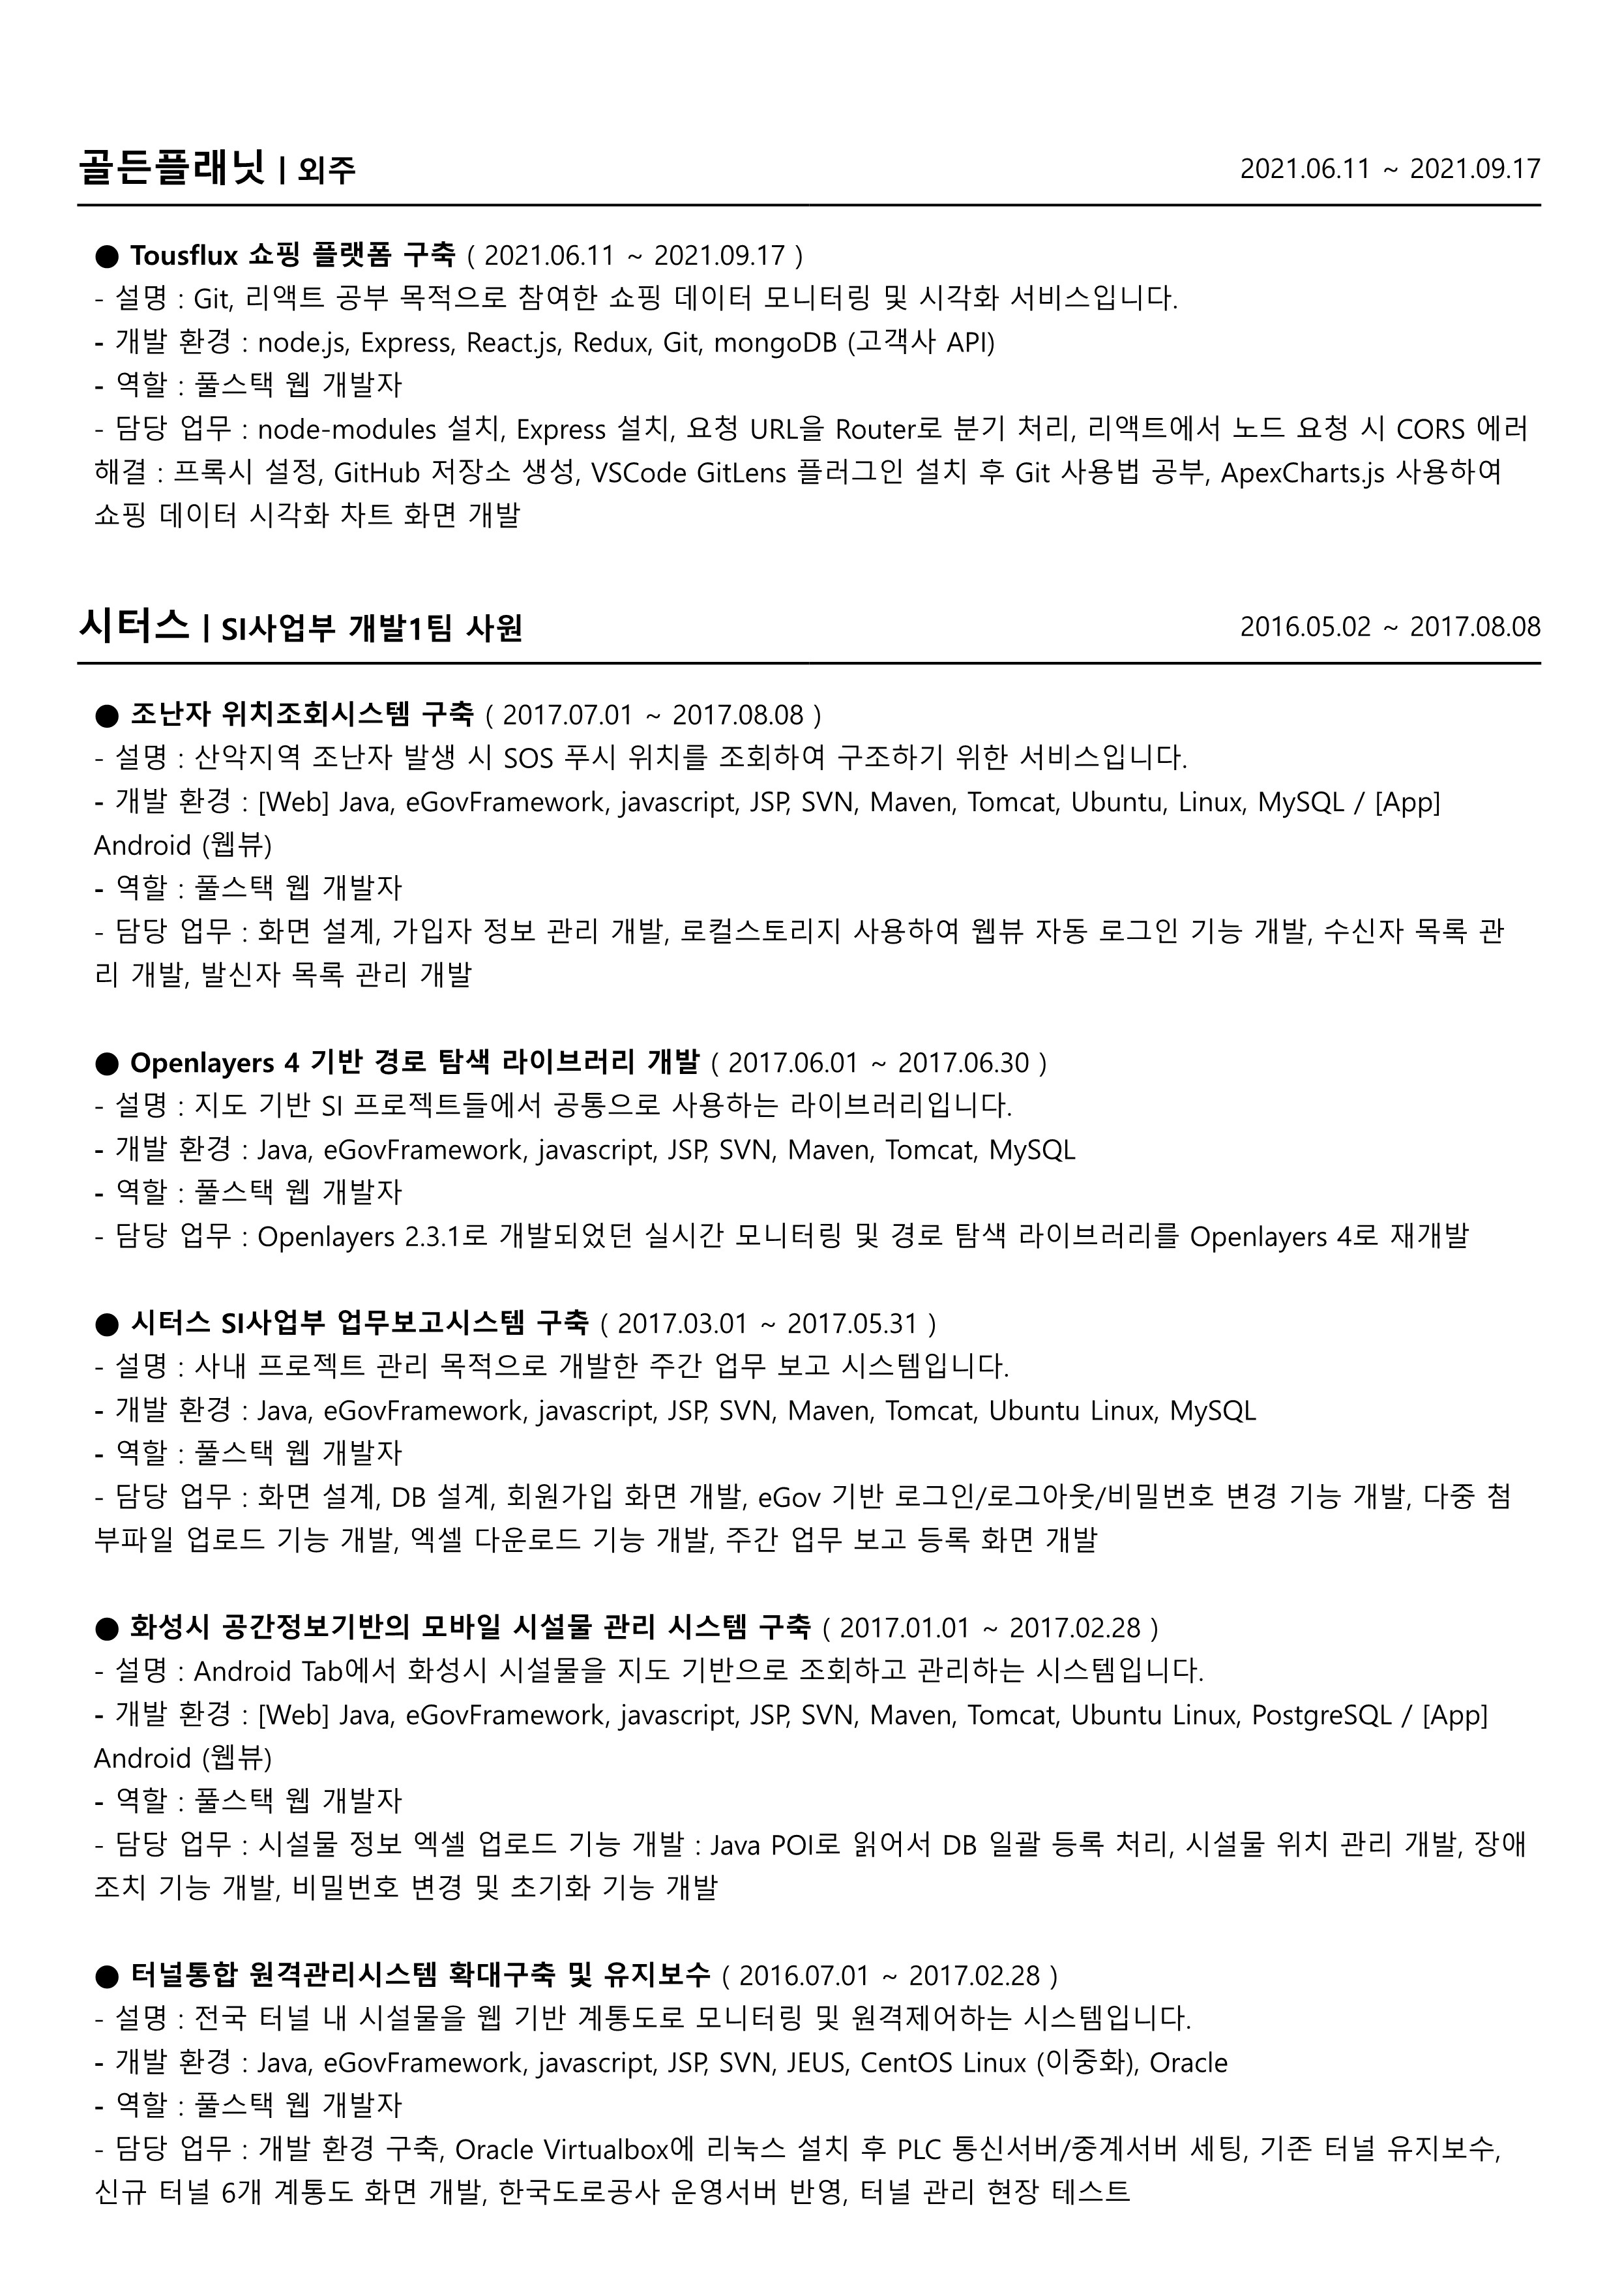 골든플래닛 | 외주 2021.06.11 ~ 2021.09.17
● Tousflux 쇼핑 플랫폼 구축 ( 2021.06.11 ~ 2021.09.17 )
- 설명 : Git, 리액트 공부 목적으로 참여한 쇼핑 데이터 모니터링 및 시각화 서비스입니다.
- 개발 환경 : node.js, Express, React.js, Redux, Git, mongoDB (고객사 API)
- 역할 : 풀스택 웹 개발자
- 담당 업무 : node-modules 설치, Express 설치, 요청 URL을 Router로 분기 처리, 리액트에서 노드 요청 시 CORS 에러
해결 : 프록시 설정, GitHub 저장소 생성, VSCode GitLens 플러그인 설치 후 Git 사용법 공부, ApexCharts.js 사용하여
쇼핑 데이터 시각화 차트 화면 개발
시터스 | SI사업부 개발1팀 사원 2016.05.02 ~ 2017.08.08
● 조난자 위치조회시스템 구축 ( 2017.07.01 ~ 2017.08.08 )
- 설명 : 산악지역 조난자 발생 시 SOS 푸시 위치를 조회하여 구조하기 위한 서비스입니다.
- 개발 환경 : [Web] Java, eGovFramework, javascript, JSP, SVN, Maven, Tomcat, Ubuntu, Linux, MySQL / [App]
Android (웹뷰)
- 역할 : 풀스택 웹 개발자
- 담당 업무 : 화면 설계, 가입자 정보 관리 개발, 로컬스토리지 사용하여 웹뷰 자동 로그인 기능 개발, 수신자 목록 관
리 개발, 발신자 목록 관리 개발
● Openlayers 4 기반 경로 탐색 라이브러리 개발 ( 2017.06.01 ~ 2017.06.30 )
- 설명 : 지도 기반 SI 프로젝트들에서 공통으로 사용하는 라이브러리입니다.
- 개발 환경 : Java, eGovFramework, javascript, JSP, SVN, Maven, Tomcat, MySQL
- 역할 : 풀스택 웹 개발자
- 담당 업무 : Openlayers 2.3.1로 개발되었던 실시간 모니터링 및 경로 탐색 라이브러리를 Openlayers 4로 재개발
● 시터스 SI사업부 업무보고시스템 구축 ( 2017.03.01 ~ 2017.05.31 )
- 설명 : 사내 프로젝트 관리 목적으로 개발한 주간 업무 보고 시스템입니다.
- 개발 환경 : Java, eGovFramework, javascript, JSP, SVN, Maven, Tomcat, Ubuntu Linux, MySQL
- 역할 : 풀스택 웹 개발자
- 담당 업무 : 화면 설계, DB 설계, 회원가입 화면 개발, eGov 기반 로그인/로그아웃/비밀번호 변경 기능 개발, 다중 첨
부파일 업로드 기능 개발, 엑셀 다운로드 기능 개발, 주간 업무 보고 등록 화면 개발
● 화성시 공간정보기반의 모바일 시설물 관리 시스템 구축 ( 2017.01.01 ~ 2017.02.28 )
- 설명 : Android Tab에서 화성시 시설물을 지도 기반으로 조회하고 관리하는 시스템입니다.
- 개발 환경 : [Web] Java, eGovFramework, javascript, JSP, SVN, Maven, Tomcat, Ubuntu Linux, PostgreSQL / [App]
Android (웹뷰)
- 역할 : 풀스택 웹 개발자
- 담당 업무 : 시설물 정보 엑셀 업로드 기능 개발 : Java POI로 읽어서 DB 일괄 등록 처리, 시설물 위치 관리 개발, 장애
조치 기능 개발, 비밀번호 변경 및 초기화 기능 개발
● 터널통합 원격관리시스템 확대구축 및 유지보수 ( 2016.07.01 ~ 2017.02.28 )
- 설명 : 전국 터널 내 시설물을 웹 기반 계통도로 모니터링 및 원격제어하는 시스템입니다.
- 개발 환경 : Java, eGovFramework, javascript, JSP, SVN, JEUS, CentOS Linux (이중화), Oracle
- 역할 : 풀스택 웹 개발자
- 담당 업무 : 개발 환경 구축, Oracle Virtualbox에 리눅스 설치 후 PLC 통신서버/중계서버 세팅, 기존 터널 유지보수,
신규 터널 6개 계통도 화면 개발, 한국도로공사 운영서버 반영, 터널 관리 현장 테스트